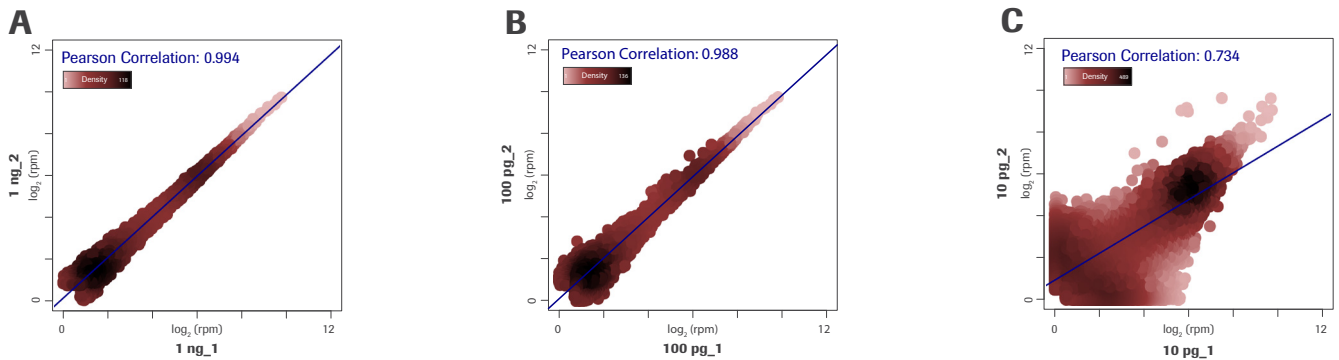 A
Pearson Correlation: 0.994
Density 118
12
0
1 ng_2
log2 (rpm)
0 log2 (rpm) 12
1 ng_1
B
Pearson Correlation: 0.988
Density 136
12
0
100 pg_2
log2 (rpm)
0 log2 (rpm) 12
100 pg_1
C
Pearson Correlation: 0.734
Density 469
12
0
10 pg_2
log2 (rpm)
0 log2 (rpm) 12
10 pg_1